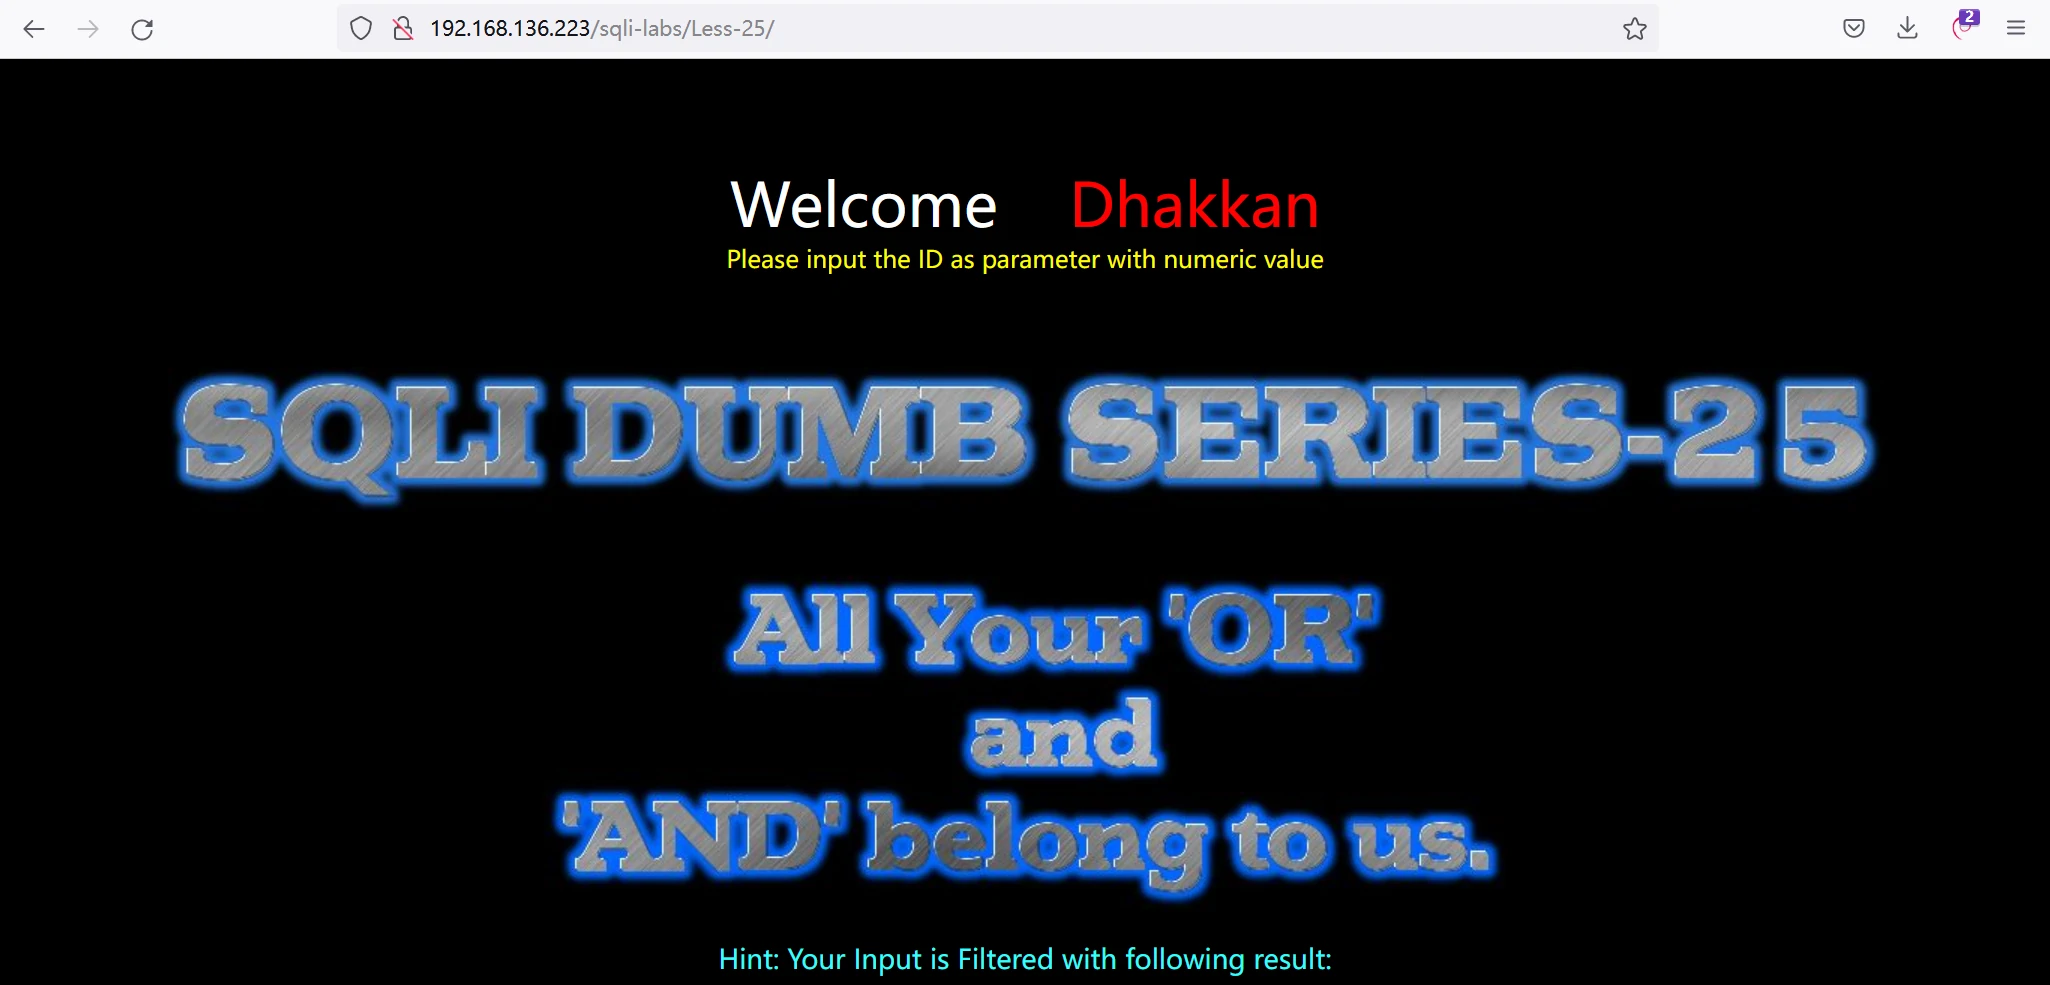 192.168.136.223/sqli-labs/Less-25/
2
Welcome Dhakkan
Please input the ID as parameter with numeric value
SQLI DUMB SERIES-25
All Your 'OR'
and
'AND' belong to us.
Hint: Your Input is Filtered with following result: